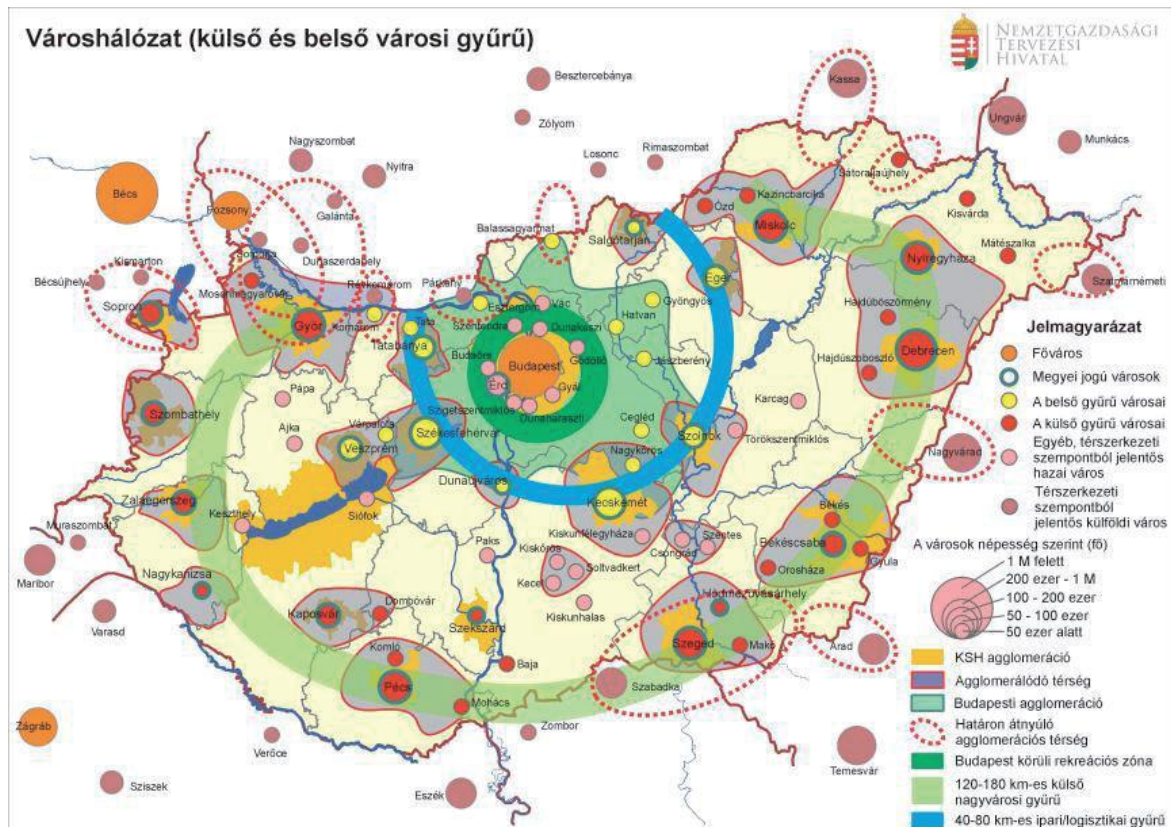 Városhálózat (külső és belső városi gyűrű)
NEMZETGAZDASÁGI
TERVEZÉSI
HIVATAL
Besztercebánya
Kassa
Zólyom
Ungvár
Munkács
Nagyszombat
Nyitra
Losonc
Rimaszombat
Sátoraljaújhely
Bécs
Pozsony
Galánta
Kazincbarcika
Ózd
Kisvárda
Miskolc
Balassagyarmat
Salgótarján
Mátészalka
Bécsújhely
Kismarton
Somorja
Dunaszerdahely
Révkomárom
Párkány
Nyíregyháza
Szatmárnémeti
Mosonmagyaróvár
Eger
Sopron
Győr
Komárom
Esztergom
Vác
Gyöngyös
Hajdúböszörmény
Tata
Szentendre
Dunakeszi
Hatvan
Tatabánya
Budaörs
Gödöllő
Jászberény
Debrecen
Budapest
Hajdúszoboszló
Érd
Gyál
Pápa
Szigetszentmiklós
Dunaharaszti
Karcag
Szombathely
Ajka
Várpalota
Székesfehérvár
Cegléd
Szolnok
Törökszentmiklós
Veszprém
Nagykőrös
Nagyvárad
Dunaújváros
Zalaegerszeg
Keszthely
Siófok
Kecskemét
Békés
Muraszombat
Kiskunfélegyháza
Szentes
Békéscsaba
Maribor
Paks
Csongrád
Gyula
Kiskőrös
Soltvadkert
Orosháza
Nagykanizsa
Kecel
Hódmezővásárhely
Varasd
Kaposvár
Dombóvár
Szekszárd
Kiskunhalas
Komló
Szeged
Makó
Arad
Baja
Pécs
Szabadka
Mohács
Zágráb
Verőce
Zombor
Temesvár
Sziszek
Eszék
Jelmagyarázat
Főváros
Megyei jogú városok
A belső gyűrű városai
A külső gyűrű városai
Egyéb, térszerkezeti
szempontból jelentős
hazai város
Térszerkezeti
szempontból
jelentős külföldi város
A városok népesség szerint (fő)
1 M felett
200 ezer - 1 M
100 - 200 ezer
50 - 100 ezer
50 ezer alatt
KSH agglomeráció
Agglomerálódó térség
Budapesti agglomeráció
Határon átnyúló
agglomerációs térség
Budapest körüli rekreációs zóna
120-180 km-es külső
nagyvárosi gyűrű
40-80 km-es ipari/logisztikai gyűrű